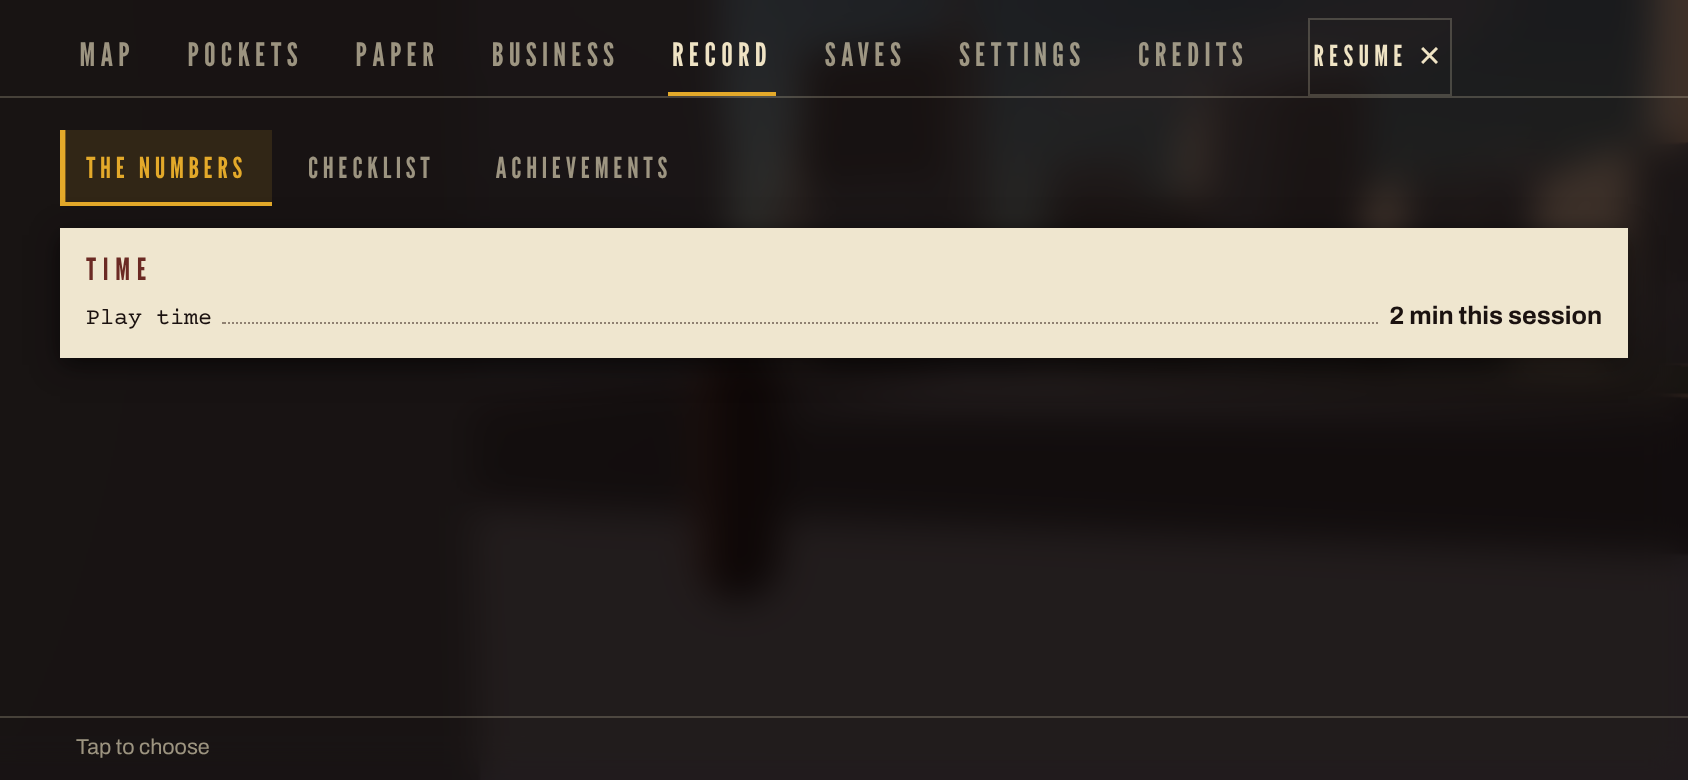 MAP POCKETS PAPER BUSINESS RECORD SAVES SETTINGS CREDITS RESUME ✕
THE NUMBERS CHECKLIST ACHIEVEMENTS
TIME
Play time 2 min this session
Tap to choose